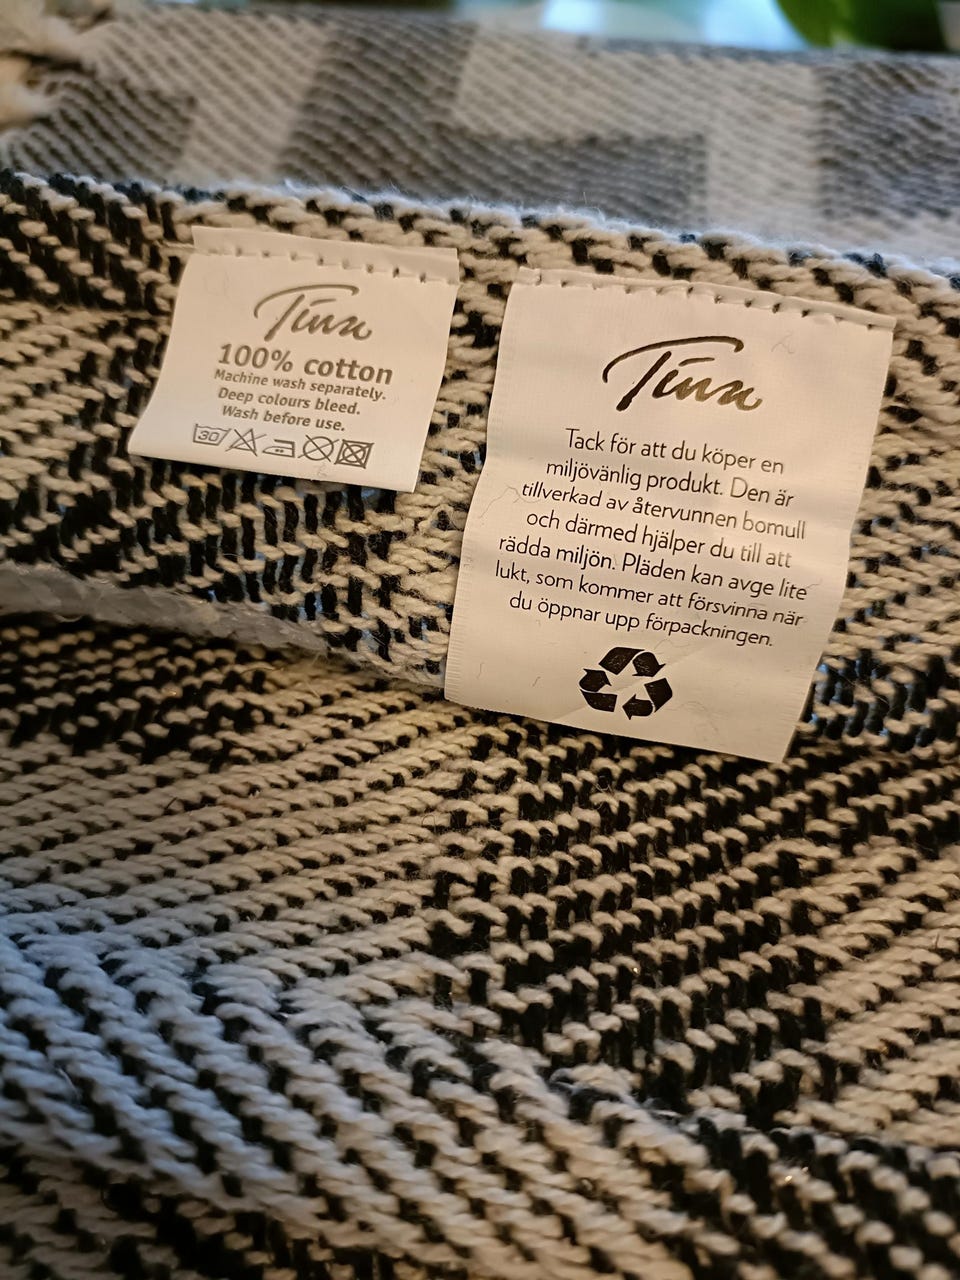 Tina
100% cotton
Machine wash separately.
Deep colours bleed.
Wash before use.
30
Tina
Tack för att du köper en
miljövänlig produkt. Den är
tillverkad av återvunnen bomull
och därmed hjälper du till att
rädda miljön. Pläden kan avge lite
lukt, som kommer att försvinna när
du öppnar upp förpackningen.